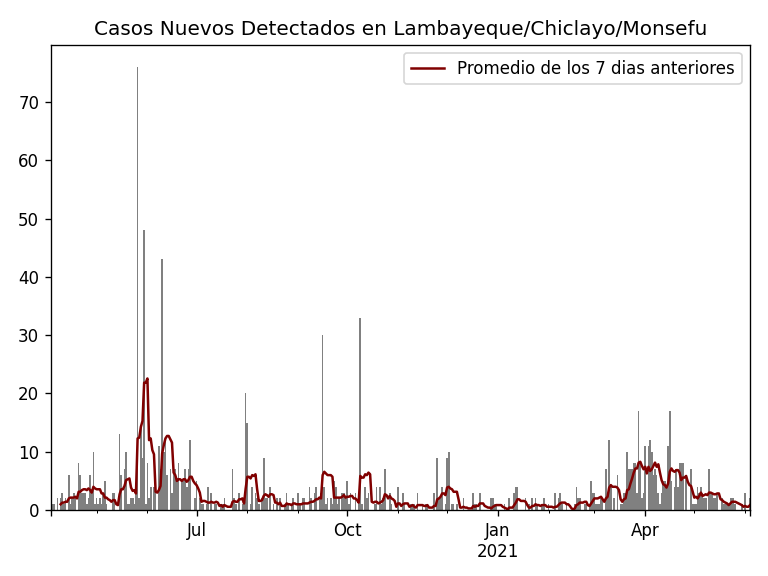 Casos Nuevos Detectados en Lambayeque/Chiclayo/Monsefu
Promedio de los 7 dias anteriores
70
60
50
40
30
20
10
0
Jul
Oct
Jan
2021
Apr